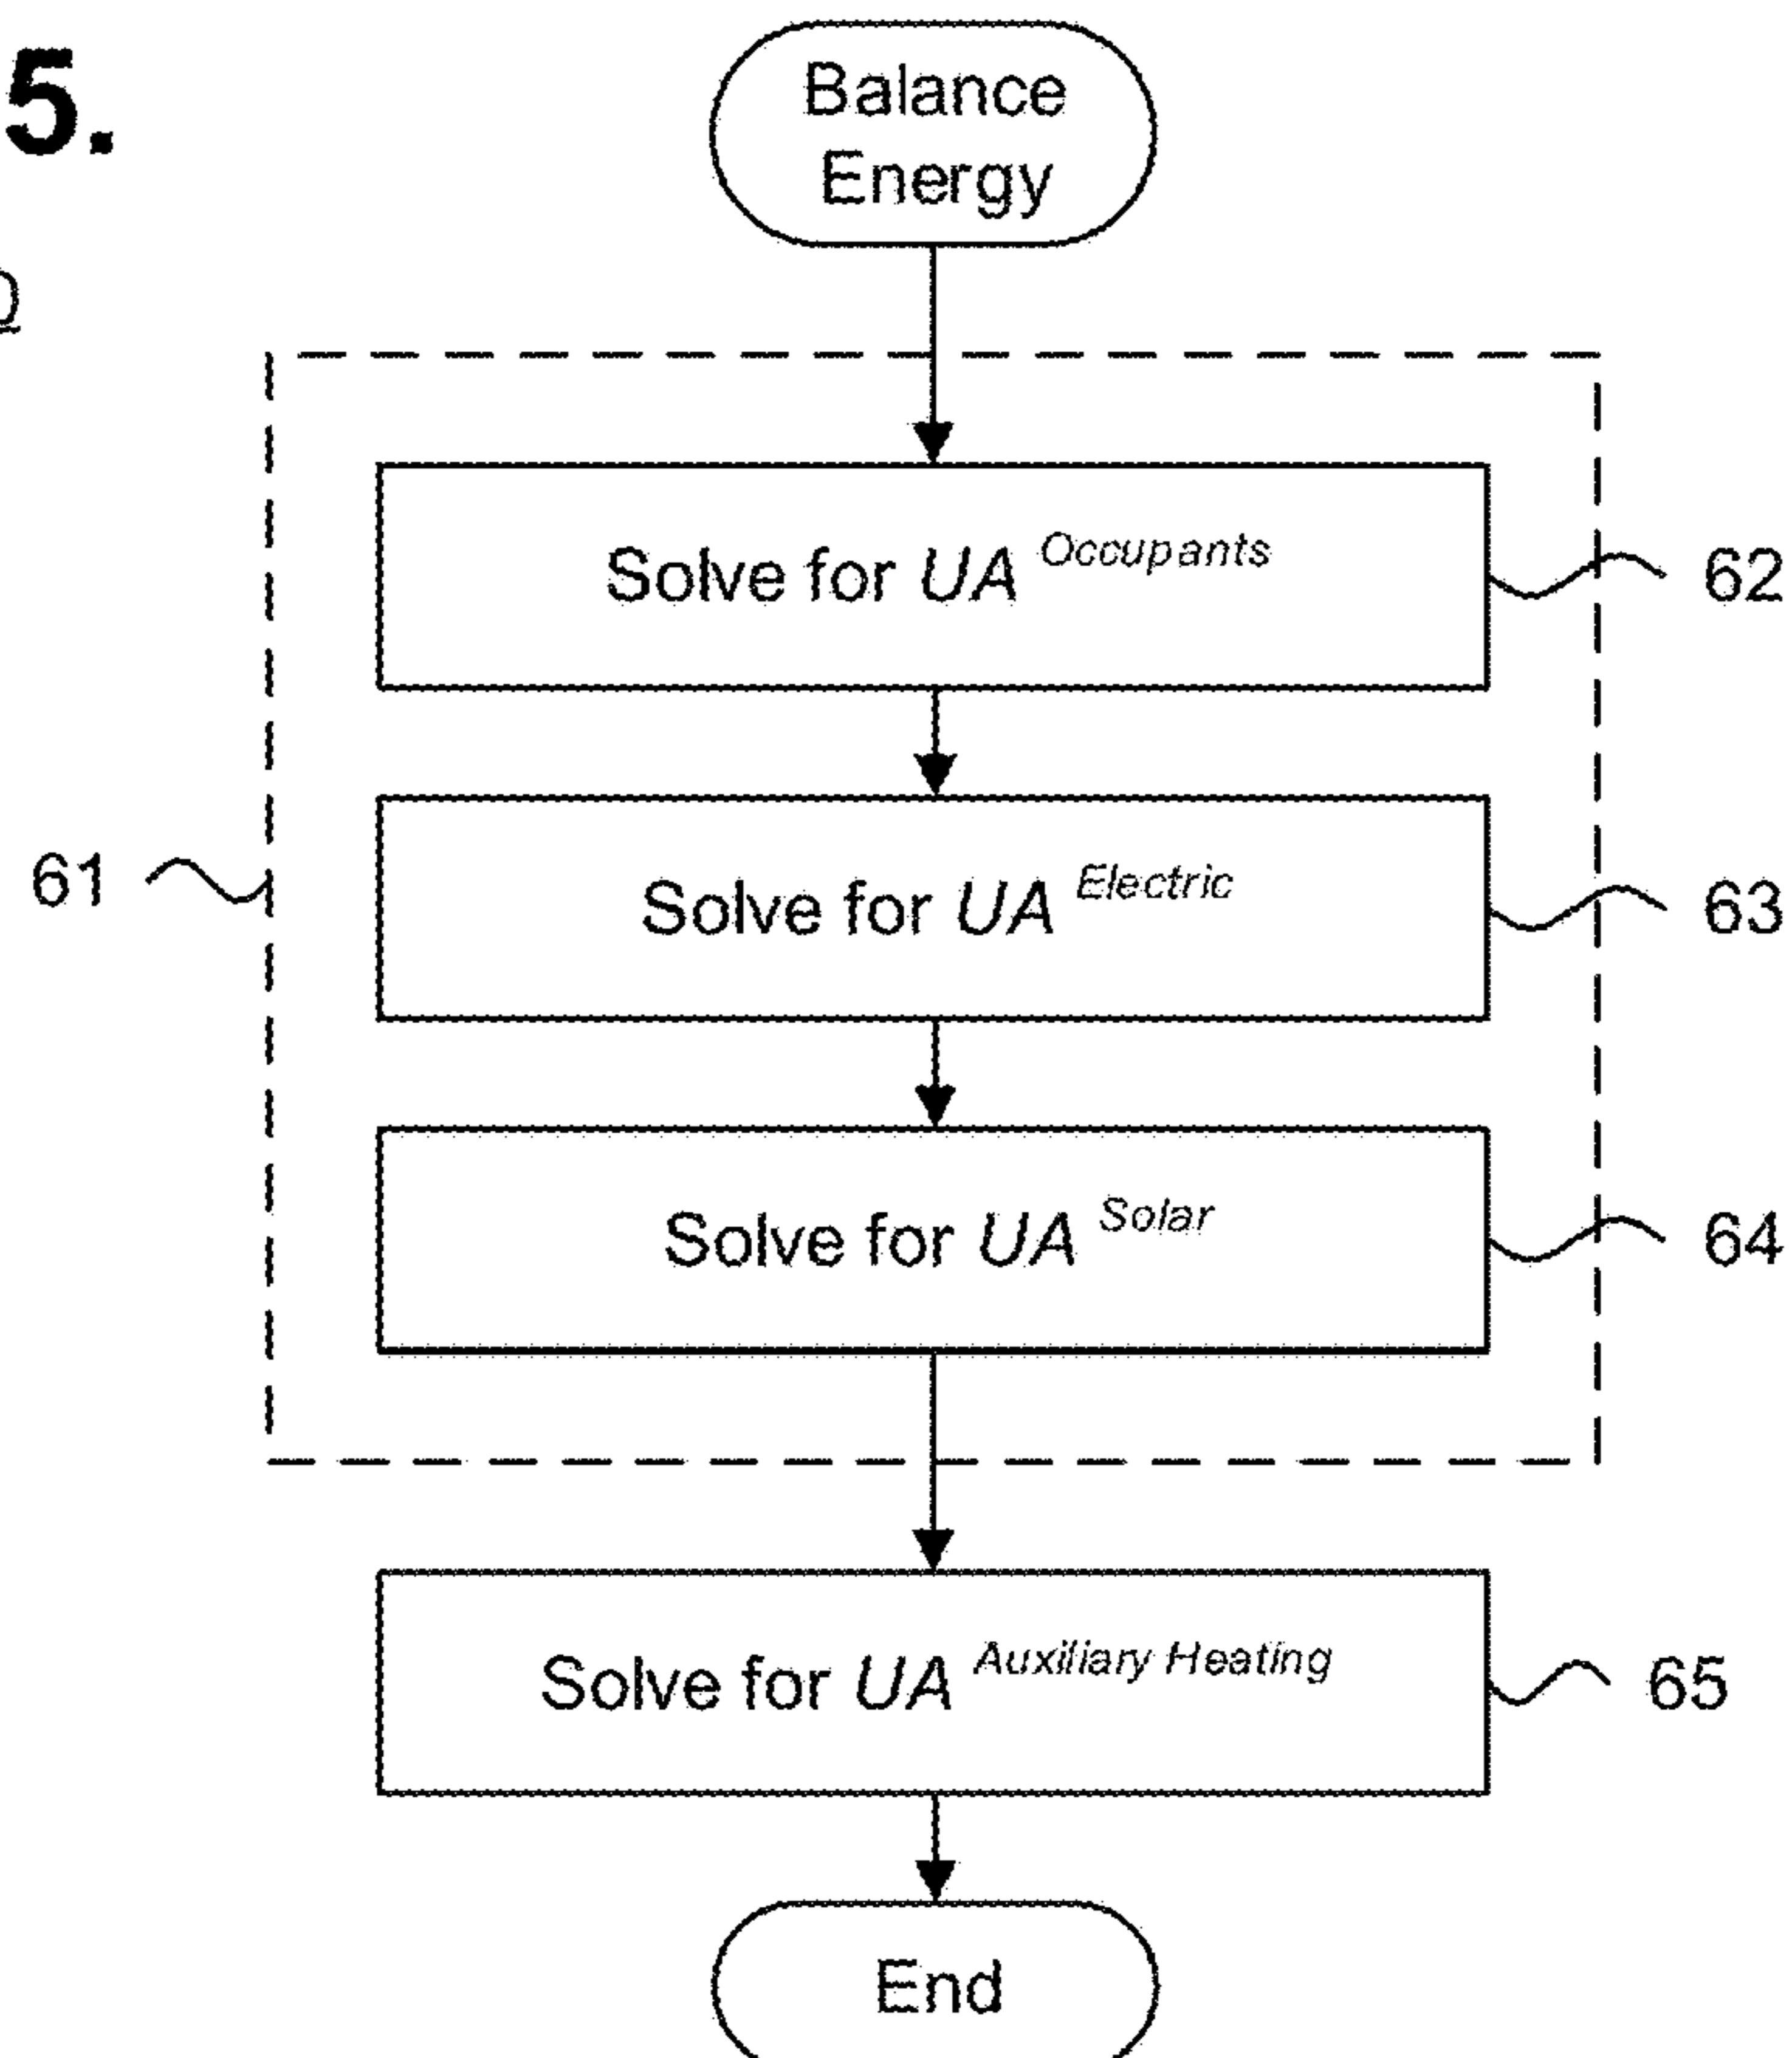 5.
Balance
Energy
Solve for UA Occupants
62
Solve for UA Electric
63
61
Solve for UA Solar
64
Solve for UA Auxiliary Heating
65
End